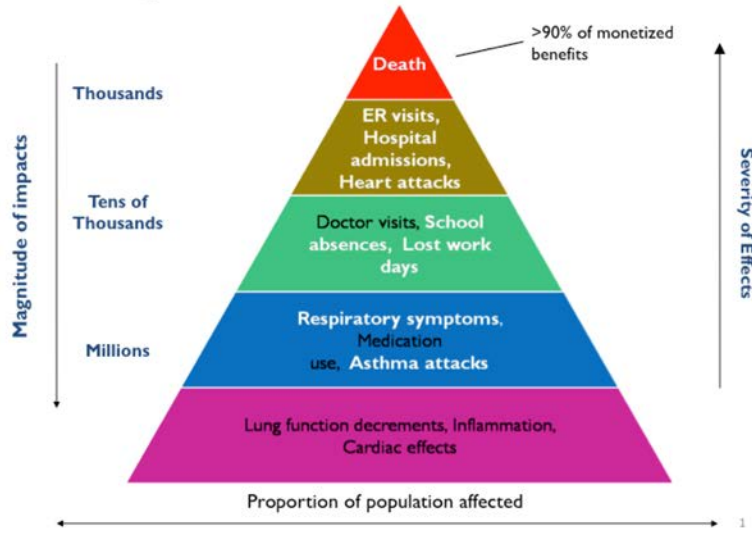 >90% of monetized
benefits
Death
Thousands
ER visits,
Hospital
admissions,
Heart attacks
Tens of
Thousands
Doctor visits, School
absences, Lost work
days
Respiratory symptoms,
Medication
use, Asthma attacks
Millions
Lung function decrements, Inflammation,
Cardiac effects
Magnitude of impacts
Severity of Effects
Proportion of population affected
1